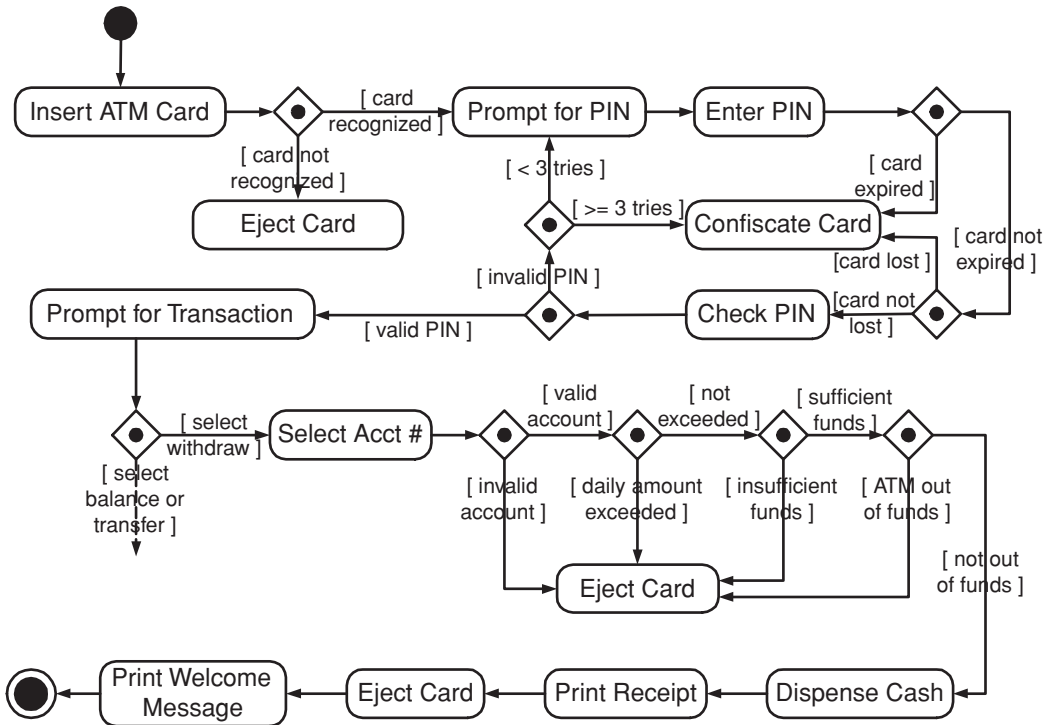 Insert ATM Card
[ card
recognized ]
Prompt for PIN
Enter PIN
[ card not
recognized ]
[ < 3 tries ]
[ card
expired ]
Eject Card
[ >= 3 tries ]
Confiscate Card
[ card not
expired ]
[card lost ]
[ invalid PIN ]
Prompt for Transaction
[ valid PIN ]
Check PIN
[card not
lost ]
[ select
withdraw ]
Select Acct #
[ valid
account ]
[ not
exceeded ]
[ sufficient
funds ]
[ select
balance or
transfer ]
[ invalid
account ]
[ daily amount
exceeded ]
[ insufficient
funds ]
[ ATM out
of funds ]
[ not out
of funds ]
Eject Card
Print Welcome
Message
Eject Card
Print Receipt
Dispense Cash